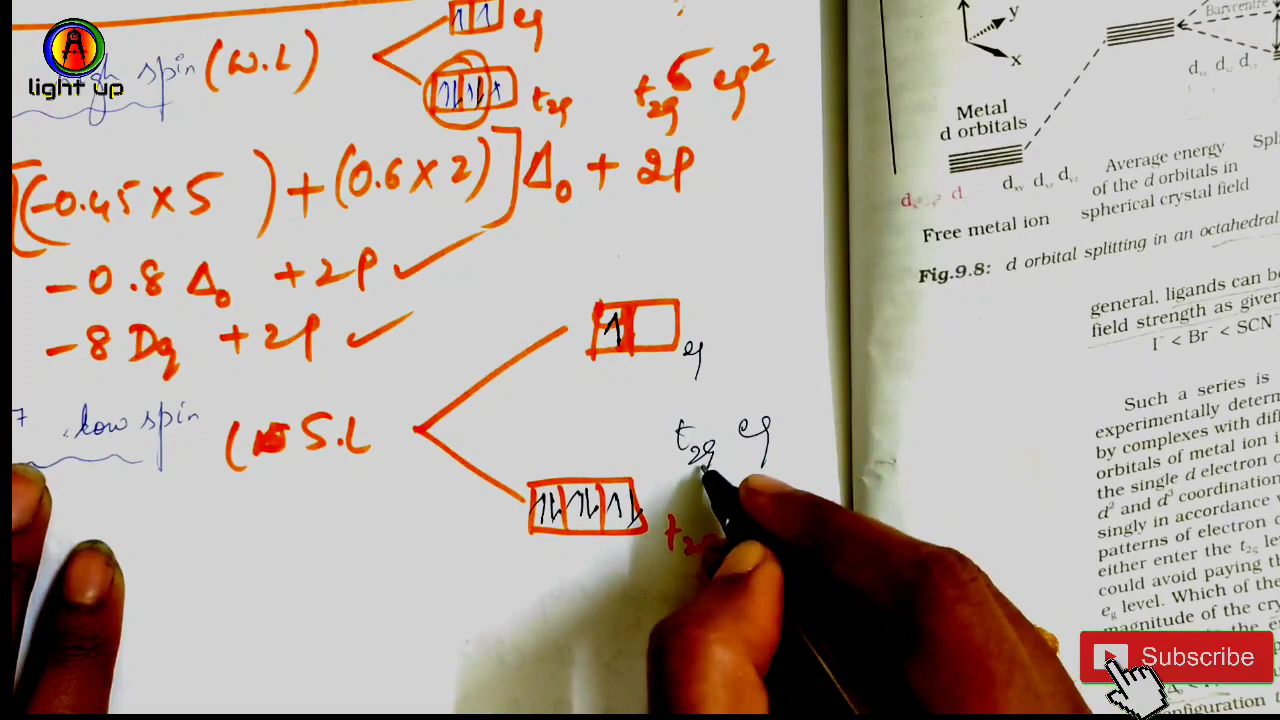 light up
high spin (W.L)
eg
t2g
t2g⁵ eg²
[(-0.45×5) + (0.6×2)] Δ₀ + 2P
-0.8 Δ₀ + 2P ✓
-8 Dq + 2P ✓
7 low spin (S.L
eg
t2g eg
y
x
Barycentre
Metal
d orbitals
Average energy
of the d orbitals in
spherical crystal field
Free metal ion
Fig.9.8: d orbital splitting in an octahedral
general, ligands can be
field strength as given
I⁻ < Br⁻ < SCN
Such a series is
experimentally determ
by complexes with diff
orbitals of metal ion i
the single d electron o
d² and d³ coordination
singly in accordance
patterns of electron d
either enter the t2g le
could avoid paying th
eg level. Which of the
magnitude of the cry
Subscribe